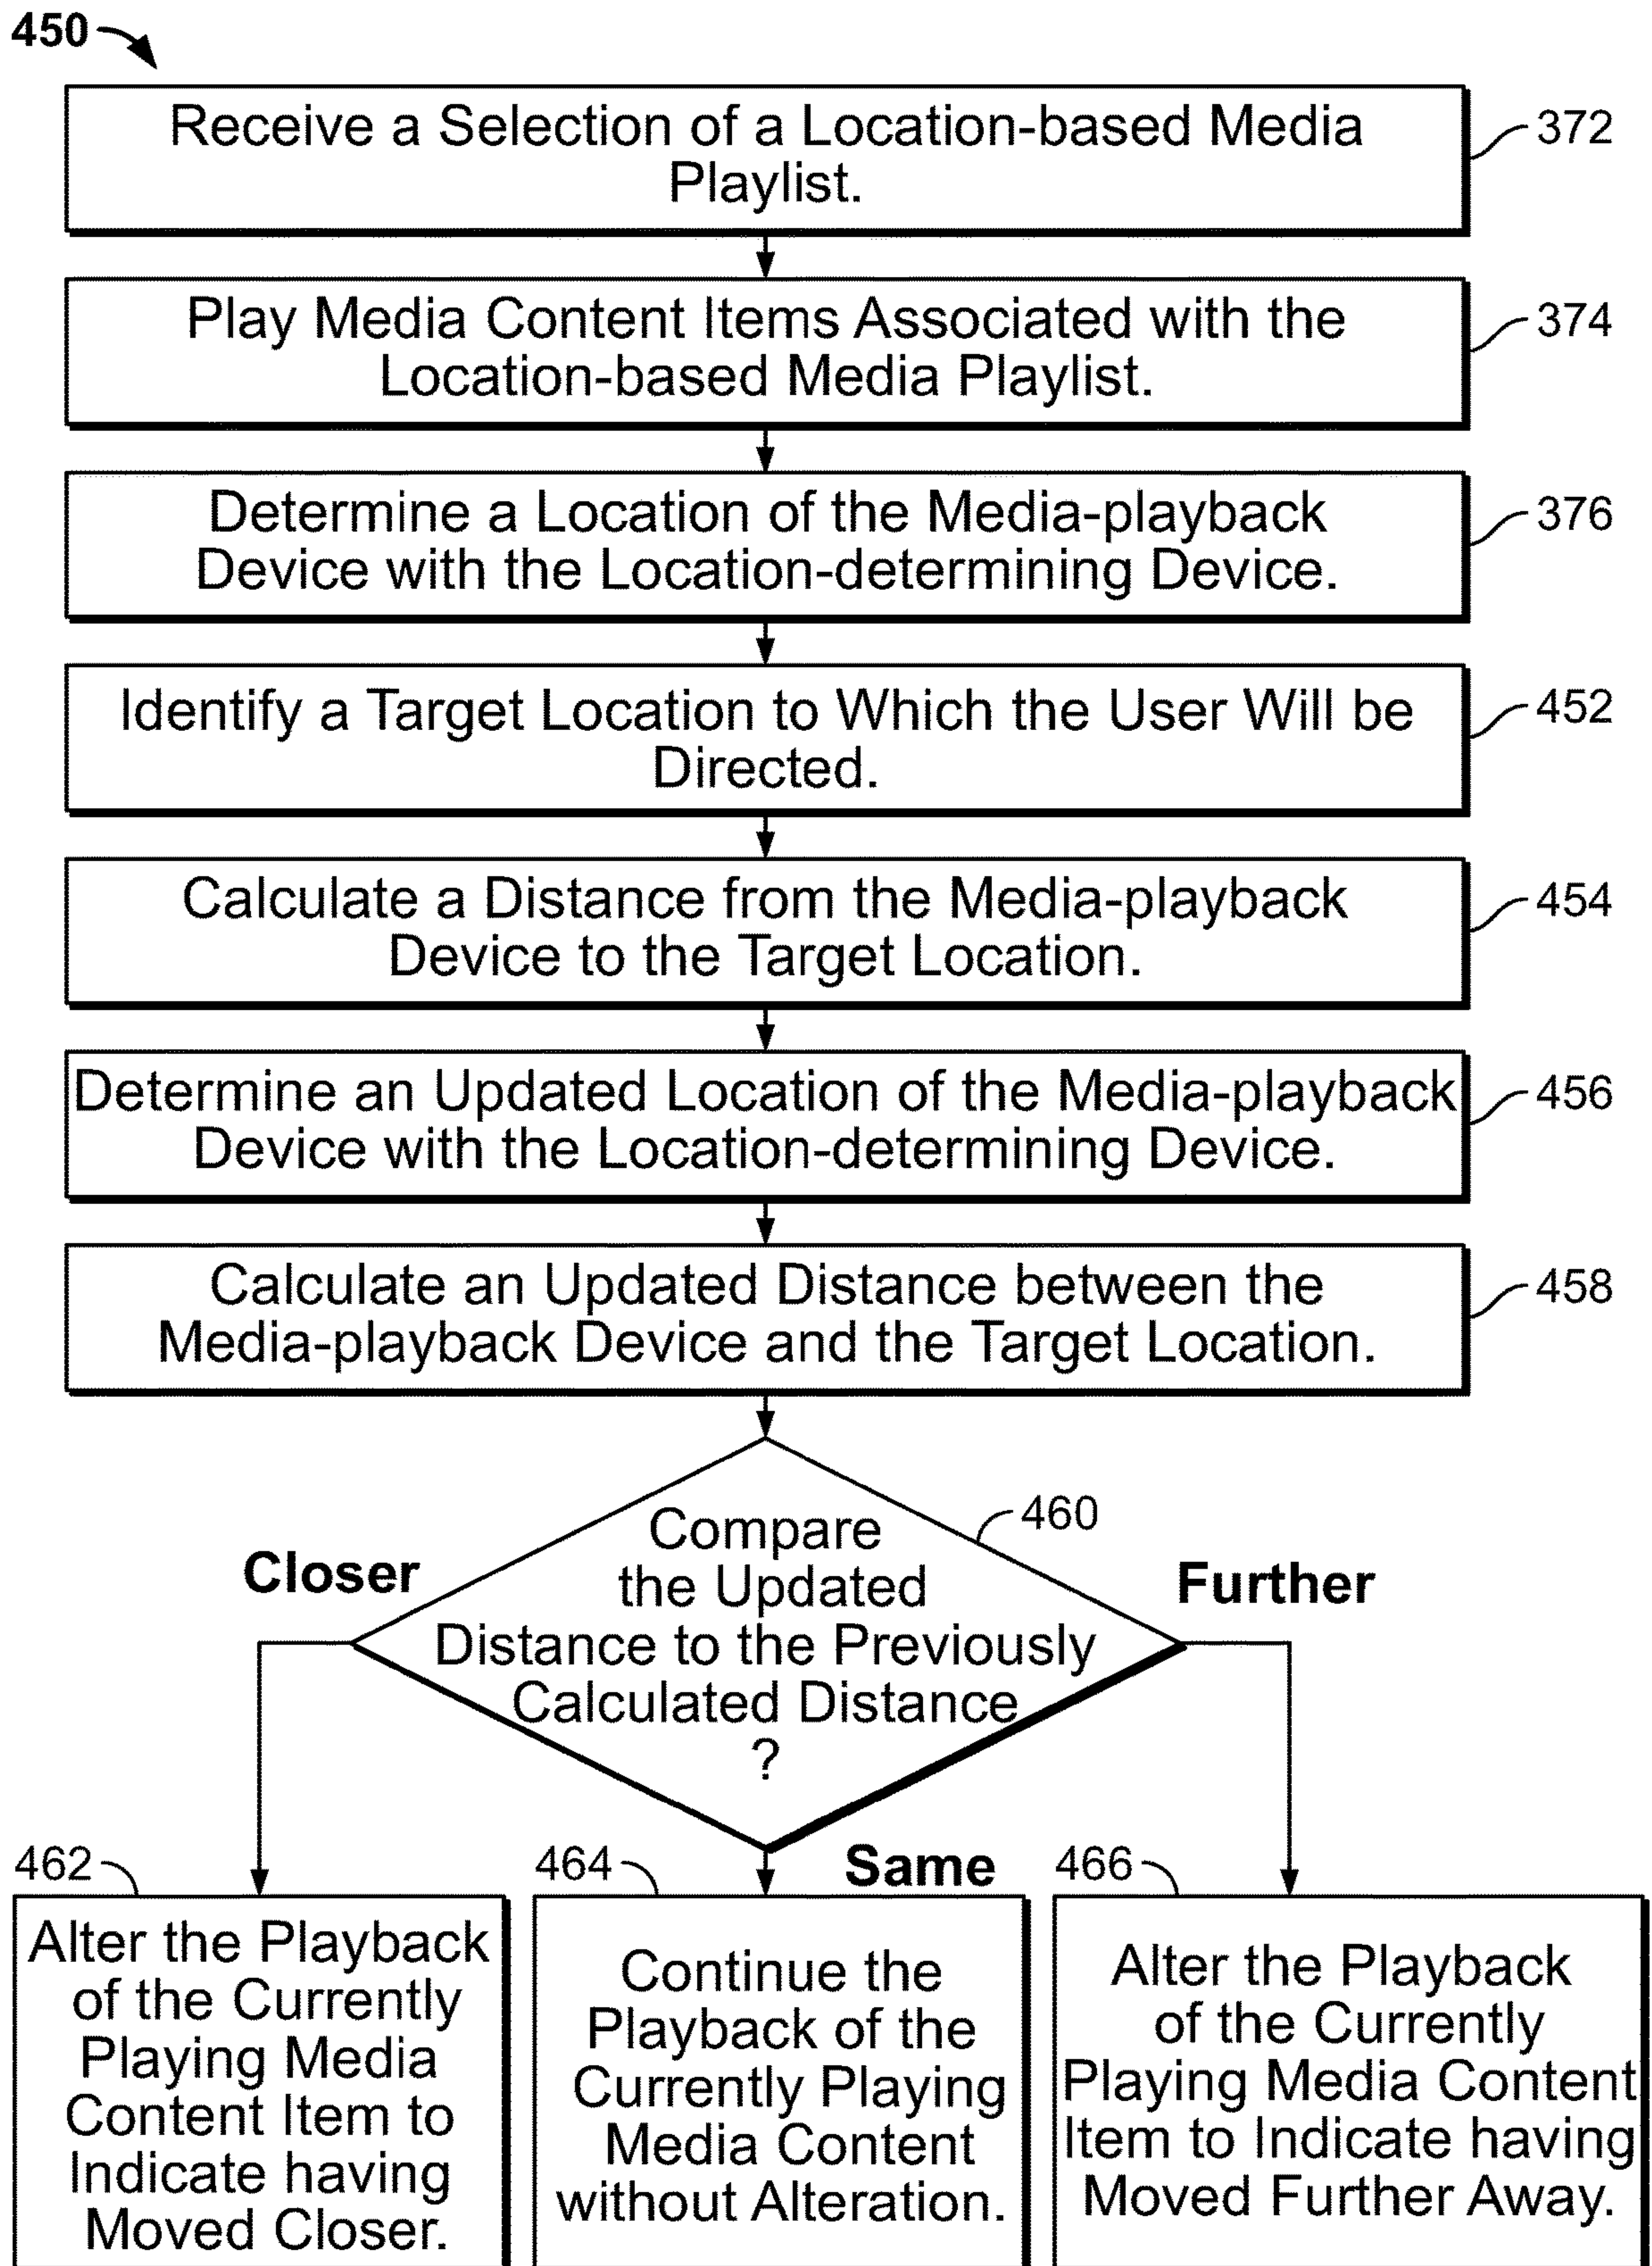 450
Receive a Selection of a Location-based Media
Playlist.
372
Play Media Content Items Associated with the
Location-based Media Playlist.
374
Determine a Location of the Media-playback
Device with the Location-determining Device.
376
Identify a Target Location to Which the User Will be
Directed.
452
Calculate a Distance from the Media-playback
Device to the Target Location.
454
Determine an Updated Location of the Media-playback
Device with the Location-determining Device.
456
Calculate an Updated Distance between the
Media-playback Device and the Target Location.
458
Compare
the Updated
Distance to the Previously
Calculated Distance
?
460
Closer
Further
Same
462
Alter the Playback
of the Currently
Playing Media
Content Item to
Indicate having
Moved Closer.
464
Continue the
Playback of the
Currently Playing
Media Content
without Alteration.
466
Alter the Playback
of the Currently
Playing Media Content
Item to Indicate having
Moved Further Away.